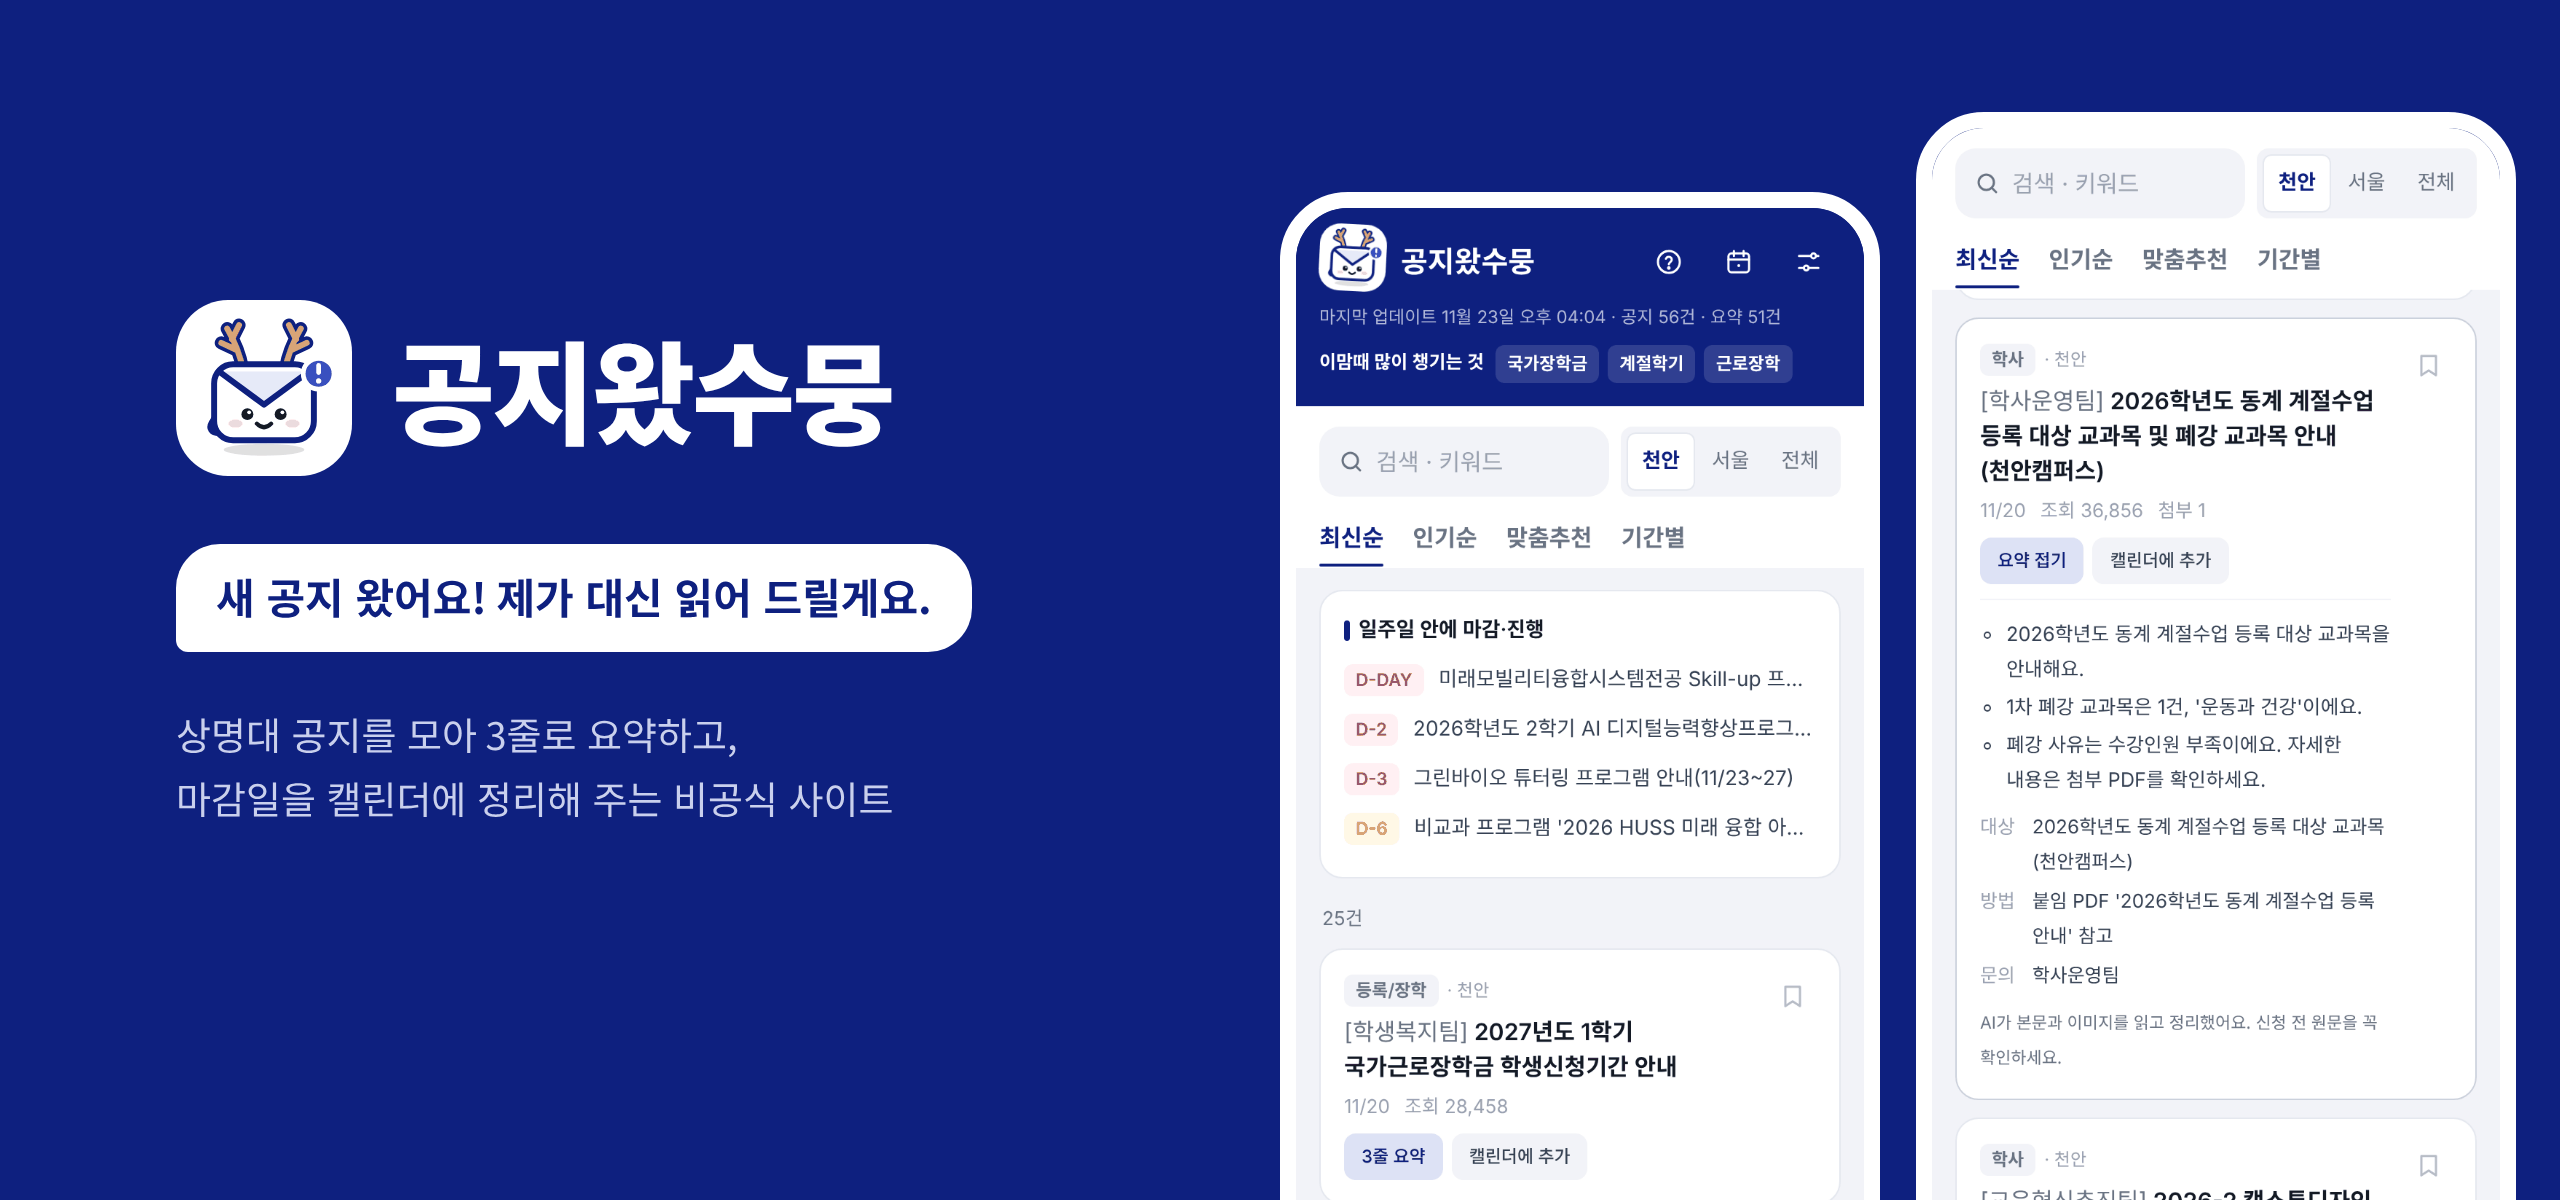 공지왔수뭉
새 공지 왔어요! 제가 대신 읽어 드릴게요.
상명대 공지를 모아 3줄로 요약하고,
마감일을 캘린더에 정리해 주는 비공식 사이트
공지왔수뭉
마지막 업데이트 11월 23일 오후 04:04 · 공지 56건 · 요약 51건
이맘때 많이 챙기는 것 국가장학금 계절학기 근로장학
검색 · 키워드 천안 서울 전체
최신순 인기순 맞춤추천 기간별
일주일 안에 마감·진행
D-DAY 미래모빌리티융합시스템전공 Skill-up 프...
D-2 2026학년도 2학기 AI 디지털능력향상프로그...
D-3 그린바이오 튜터링 프로그램 안내(11/23~27)
D-6 비교과 프로그램 '2026 HUSS 미래 융합 아...
25건
등록/장학 · 천안
[학생복지팀] 2027년도 1학기
국가근로장학금 학생신청기간 안내
11/20 조회 28,458
3줄 요약 캘린더에 추가
검색 · 키워드 천안 서울 전체
최신순 인기순 맞춤추천 기간별
학사 · 천안
[학사운영팀] 2026학년도 동계 계절수업
등록 대상 교과목 및 폐강 교과목 안내
(천안캠퍼스)
11/20 조회 36,856 첨부 1
요약 접기 캘린더에 추가
2026학년도 동계 계절수업 등록 대상 교과목을
안내해요.
1차 폐강 교과목은 1건, '운동과 건강'이에요.
폐강 사유는 수강인원 부족이에요. 자세한
내용은 첨부 PDF를 확인하세요.
대상 2026학년도 동계 계절수업 등록 대상 교과목
(천안캠퍼스)
방법 붙임 PDF '2026학년도 동계 계절수업 등록
안내' 참고
문의 학사운영팀
AI가 본문과 이미지를 읽고 정리했어요. 신청 전 원문을 꼭
확인하세요.
학사 · 천안